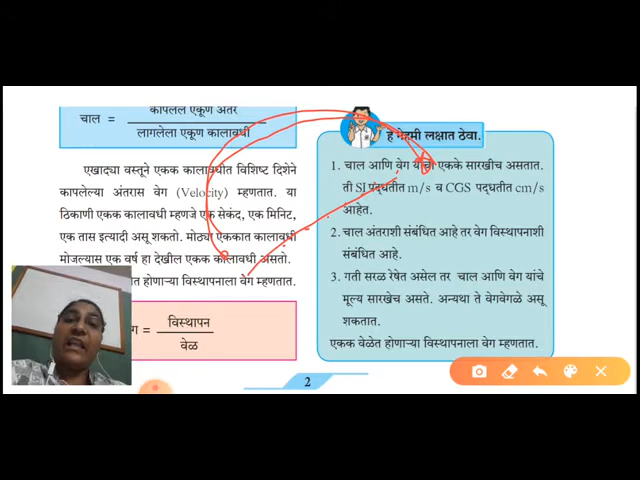 चाल = कापलेले एकूण अंतर
लागलेला एकूण कालावधी
एखाद्या वस्तूने एकक कालावधीत विशिष्ट दिशेने
कापलेल्या अंतरास वेग (Velocity) म्हणतात. या
ठिकाणी एकक कालावधी म्हणजे एक सेकंद, एक मिनिट,
एक तास इत्यादी असू शकतो. मोठ्या एककात कालावधी
मोजल्यास एक वर्ष हा देखील एकक कालावधी असतो.
होणाऱ्या विस्थापनाला वेग म्हणतात.
= विस्थापन
वेळ
हे नेहमी लक्षात ठेवा.
1. चाल आणि वेग यांची एकके सारखीच असतात.
ती SI पद्धतीत m/s व CGS पद्धतीत cm/s
आहेत.
2. चाल अंतराशी संबंधित आहे तर वेग विस्थापनाशी
संबंधित आहे.
3. गती सरळ रेषेत असेल तर चाल आणि वेग यांचे
मूल्य सारखेच असते. अन्यथा ते वेगवेगळे असू
शकतात.
एकक वेळेत होणाऱ्या विस्थापनाला वेग म्हणतात.
2